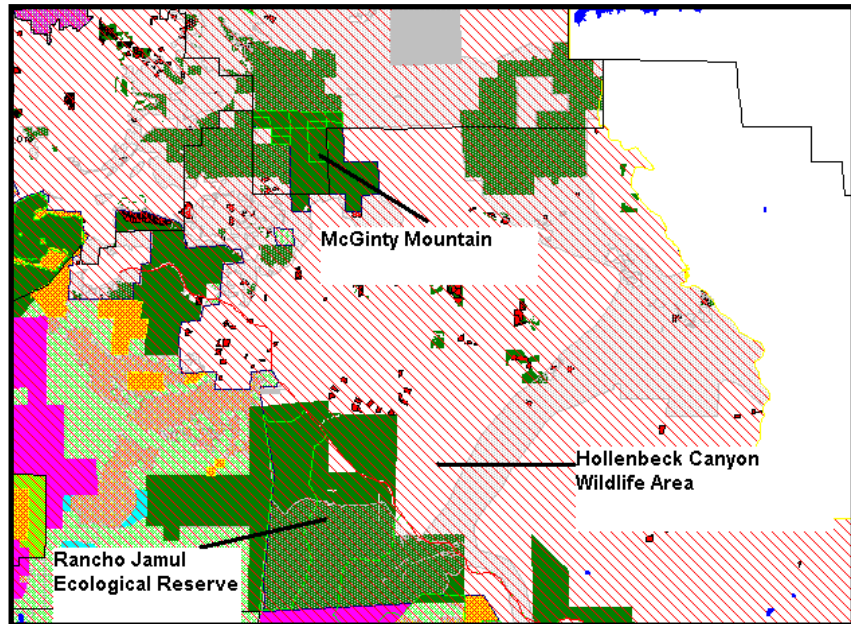 McGinty Mountain
Hollenbeck Canyon
Wildlife Area
Rancho Jamul
Ecological Reserve